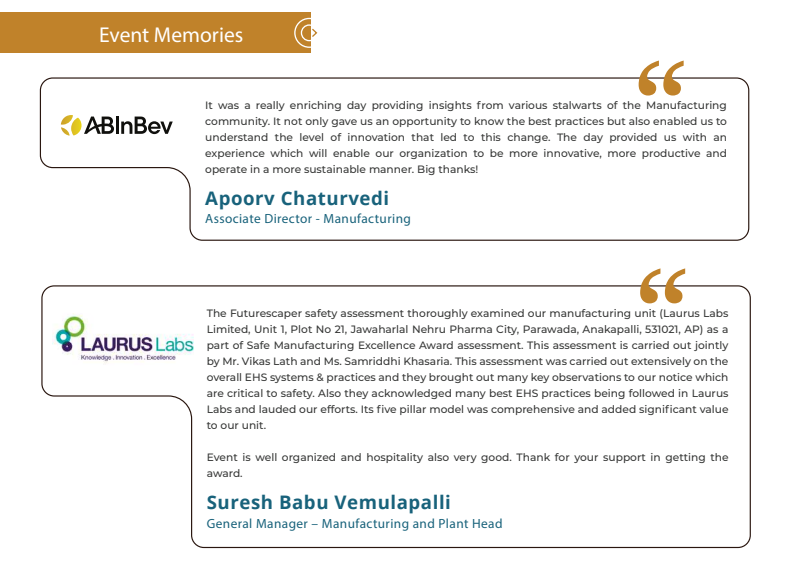 Event Memories
ABInBev
It was a really enriching day providing insights from various stalwarts of the Manufacturing
community. It not only gave us an opportunity to know the best practices but also enabled us to
understand the level of innovation that led to this change. The day provided us with an
experience which will enable our organization to be more innovative, more productive and
operate in a more sustainable manner. Big thanks!
Apoorv Chaturvedi
Associate Director - Manufacturing
LAURUS Labs
Knowledge . Innovation . Excellence
The Futurescaper safety assessment thoroughly examined our manufacturing unit (Laurus Labs
Limited, Unit 1, Plot No 21, Jawaharlal Nehru Pharma City, Parawada, Anakapalli, 531021, AP) as a
part of Safe Manufacturing Excellence Award assessment. This assessment is carried out jointly
by Mr. Vikas Lath and Ms. Samriddhi Khasaria. This assessment was carried out extensively on the
overall EHS systems & practices and they brought out many key observations to our notice which
are critical to safety. Also they acknowledged many best EHS practices being followed in Laurus
Labs and lauded our efforts. Its five pillar model was comprehensive and added significant value
to our unit.
Event is well organized and hospitality also very good. Thank for your support in getting the
award.
Suresh Babu Vemulapalli
General Manager – Manufacturing and Plant Head